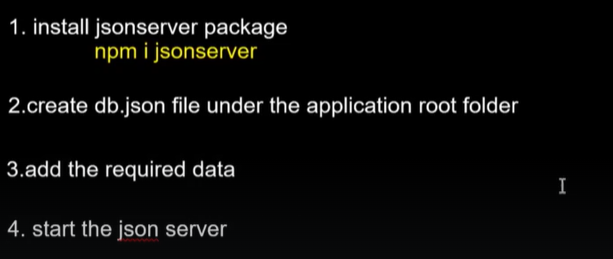 1. install jsonserver package
npm i jsonserver
2.create db.json file under the application root folder
3.add the required data
4. start the json server